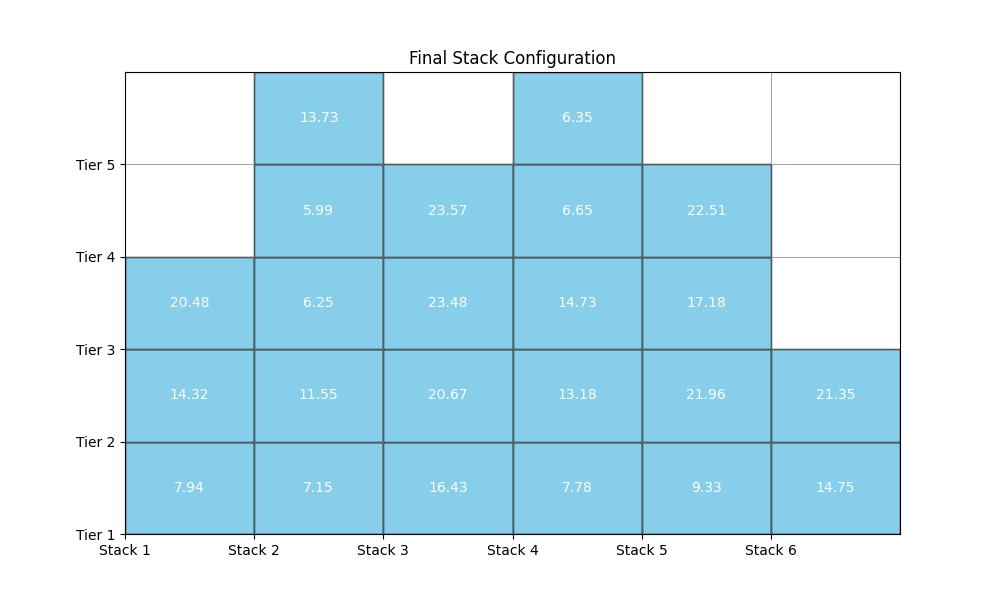 Final Stack Configuration
13.73 6.35
Tier 5
5.99 23.57 6.65 22.51
Tier 4
20.48 6.25 23.48 14.73 17.18
Tier 3
14.32 11.55 20.67 13.18 21.96 21.35
Tier 2
7.94 7.15 16.43 7.78 9.33 14.75
Tier 1
Stack 1 Stack 2 Stack 3 Stack 4 Stack 5 Stack 6